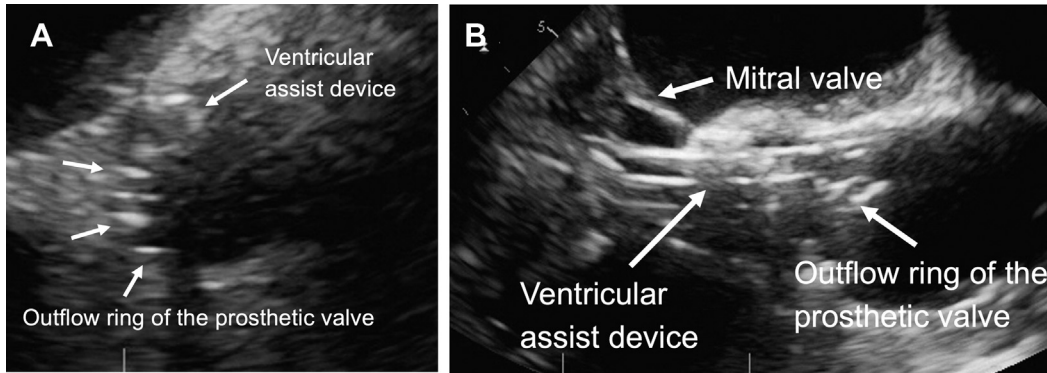 A
Ventricular
assist device
Outflow ring of the prosthetic valve
B
5
Mitral valve
Ventricular
assist device
Outflow ring of the
prosthetic valve